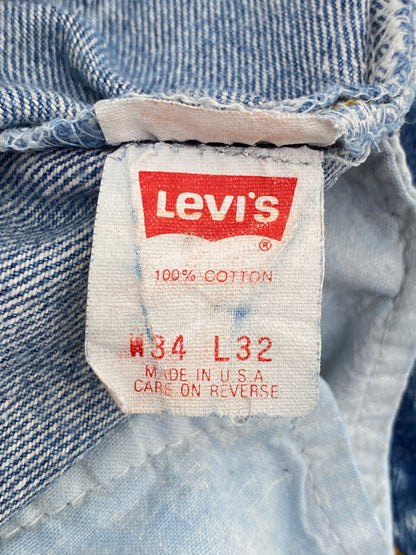 Levi's
®
100% COTTON
W34 L32
MADE IN U.S.A.
CARE ON REVERSE